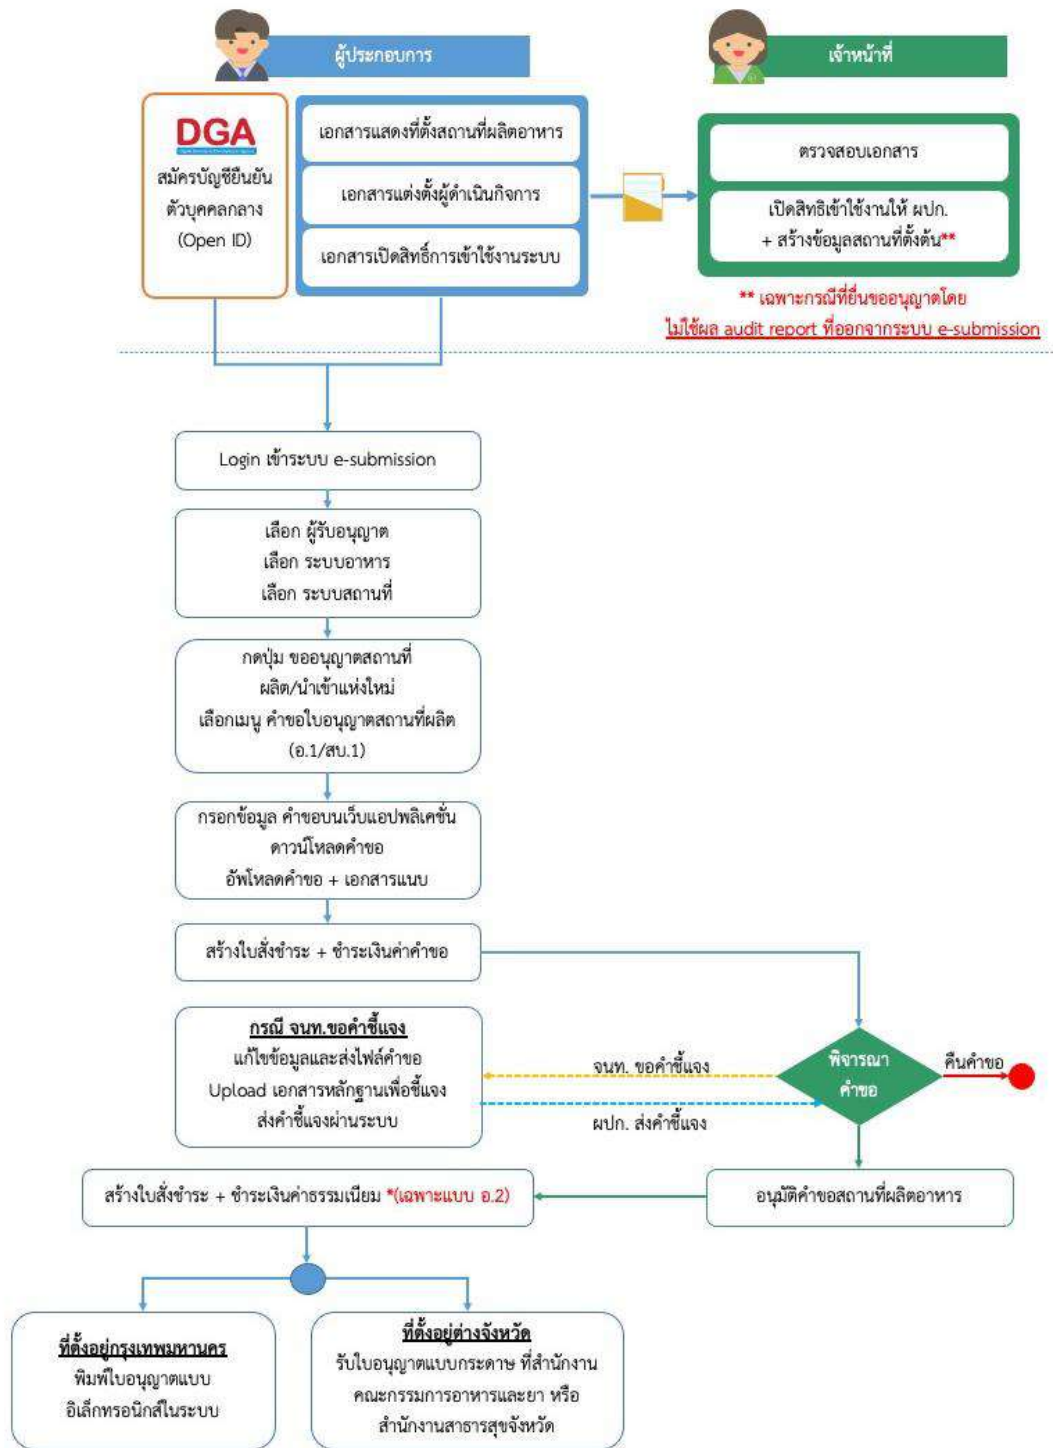 ผู้ประกอบการ
เจ้าหน้าที่
DGA
สมัครบัญชียืนยัน
ตัวบุคคลกลาง
(Open ID)
เอกสารแสดงที่ตั้งสถานที่ผลิตอาหาร
เอกสารแต่งตั้งผู้ดำเนินกิจการ
เอกสารเปิดสิทธิ์การเข้าใช้งานระบบ
ตรวจสอบเอกสาร
เปิดสิทธิเข้าใช้งานให้ ผปก.
+ สร้างข้อมูลสถานที่ตั้งต้น**
** เฉพาะกรณีที่ยื่นขออนุญาตโดย
ไม่ใช้ผล audit report ที่ออกจากระบบ e-submission
Login เข้าระบบ e-submission
เลือก ผู้รับอนุญาต
เลือก ระบบอาหาร
เลือก ระบบสถานที่
กดปุ่ม ขออนุญาตสถานที่
ผลิต/นำเข้าแห่งใหม่
เลือกเมนู คำขอใบอนุญาตสถานที่ผลิต
(อ.1/สบ.1)
กรอกข้อมูล คำขอบนเว็บแอปพลิเคชั่น
ดาวน์โหลดคำขอ
อัพโหลดคำขอ + เอกสารแนบ
สร้างใบสั่งชำระ + ชำระเงินค่าคำขอ
กรณี จนท.ขอคำชี้แจง
แก้ไขข้อมูลและส่งไฟล์คำขอ
Upload เอกสารหลักฐานเพื่อชี้แจง
ส่งคำชี้แจงผ่านระบบ
จนท. ขอคำชี้แจง
ผปก. ส่งคำชี้แจง
พิจารณา
คำขอ
คืนคำขอ
สร้างใบสั่งชำระ + ชำระเงินค่าธรรมเนียม *(เฉพาะแบบ อ.2)
อนุมัติคำขอสถานที่ผลิตอาหาร
ที่ตั้งอยู่กรุงเทพมหานคร
พิมพ์ใบอนุญาตแบบ
อิเล็กทรอนิกส์ในระบบ
ที่ตั้งอยู่ต่างจังหวัด
รับใบอนุญาตแบบกระดาษ ที่สำนักงาน
คณะกรรมการอาหารและยา หรือ
สำนักงานสาธารสุขจังหวัด